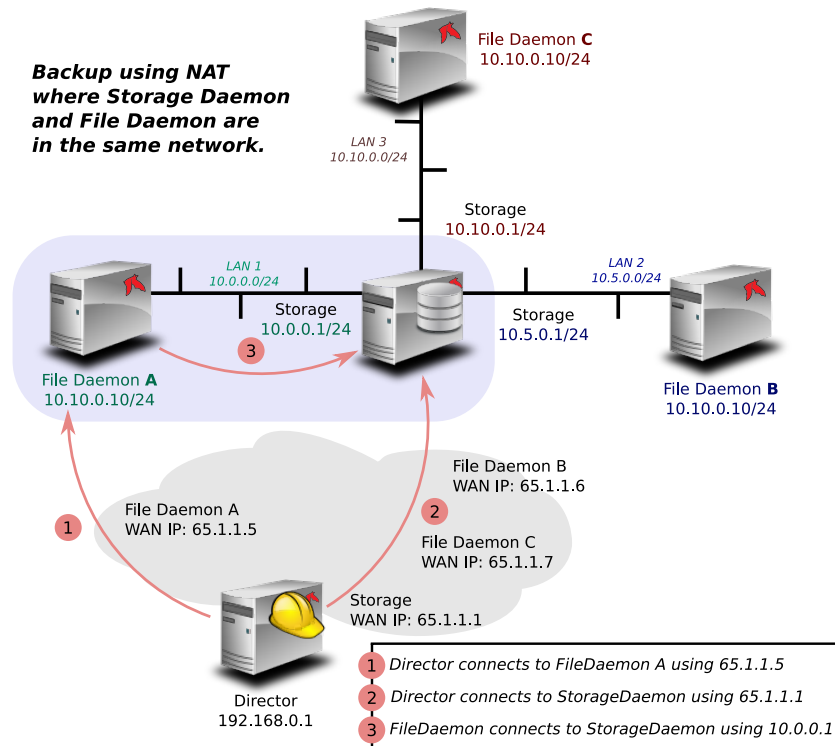 File Daemon C
10.10.0.10/24
Backup using NAT
where Storage Daemon
and File Daemon are
in the same network.
LAN 3
10.10.0.0/24
Storage
10.10.0.1/24
LAN 1
10.0.0.0/24
Storage
10.0.0.1/24
LAN 2
10.5.0.0/24
Storage
10.5.0.1/24
3
File Daemon A
10.10.0.10/24
File Daemon B
10.10.0.10/24
File Daemon B
WAN IP: 65.1.1.6
1
File Daemon A
WAN IP: 65.1.1.5
2
File Daemon C
WAN IP: 65.1.1.7
Storage
WAN IP: 65.1.1.1
Director
192.168.0.1
1 Director connects to FileDaemon A using 65.1.1.5
2 Director connects to StorageDaemon using 65.1.1.1
3 FileDaemon connects to StorageDaemon using 10.0.0.1